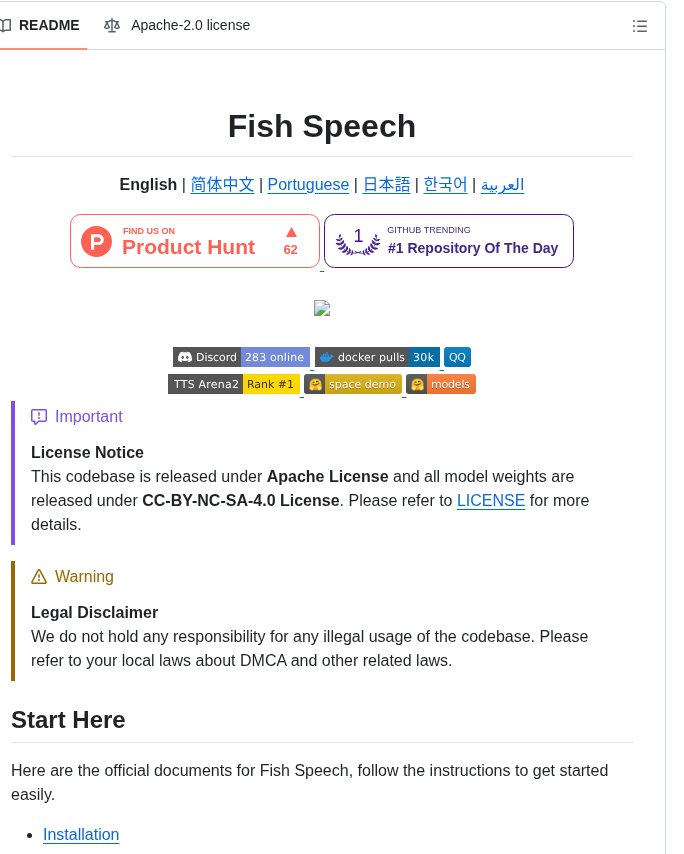 README Apache-2.0 license
Fish Speech
English | 简体中文 | Portuguese | 日本語 | 한국어 | العربية
FIND US ON
Product Hunt
62
GITHUB TRENDING
1 #1 Repository Of The Day
Discord 283 online docker pulls 30k QQ
TTS Arena2 Rank #1 🤗 space demo 🤗 models
Important
License Notice
This codebase is released under Apache License and all model weights are
released under CC-BY-NC-SA-4.0 License. Please refer to LICENSE for more
details.
Warning
Legal Disclaimer
We do not hold any responsibility for any illegal usage of the codebase. Please
refer to your local laws about DMCA and other related laws.
Start Here
Here are the official documents for Fish Speech, follow the instructions to get started
easily.
• Installation